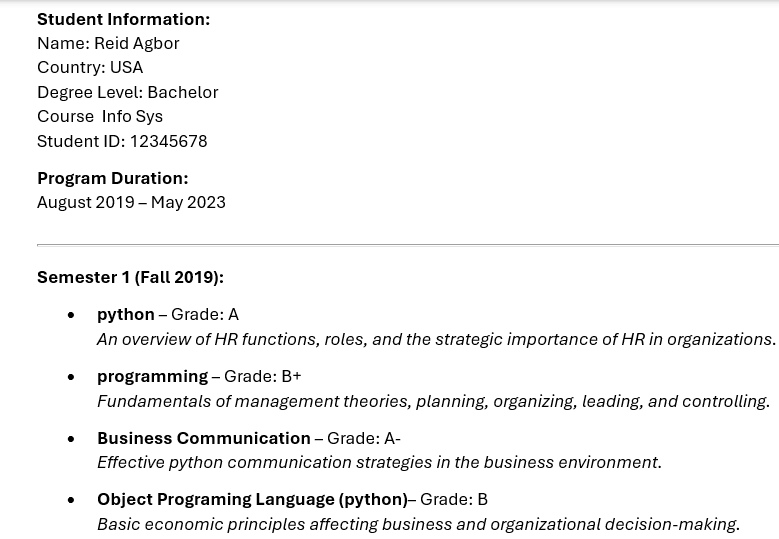 Student Information:
Name: Reid Agbor
Country: USA
Degree Level: Bachelor
Course  Info Sys
Student ID: 12345678
Program Duration:
August 2019 – May 2023
Semester 1 (Fall 2019):
• python – Grade: A
An overview of HR functions, roles, and the strategic importance of HR in organizations.
• programming – Grade: B+
Fundamentals of management theories, planning, organizing, leading, and controlling.
• Business Communication – Grade: A-
Effective python communication strategies in the business environment.
• Object Programing Language (python)– Grade: B
Basic economic principles affecting business and organizational decision-making.